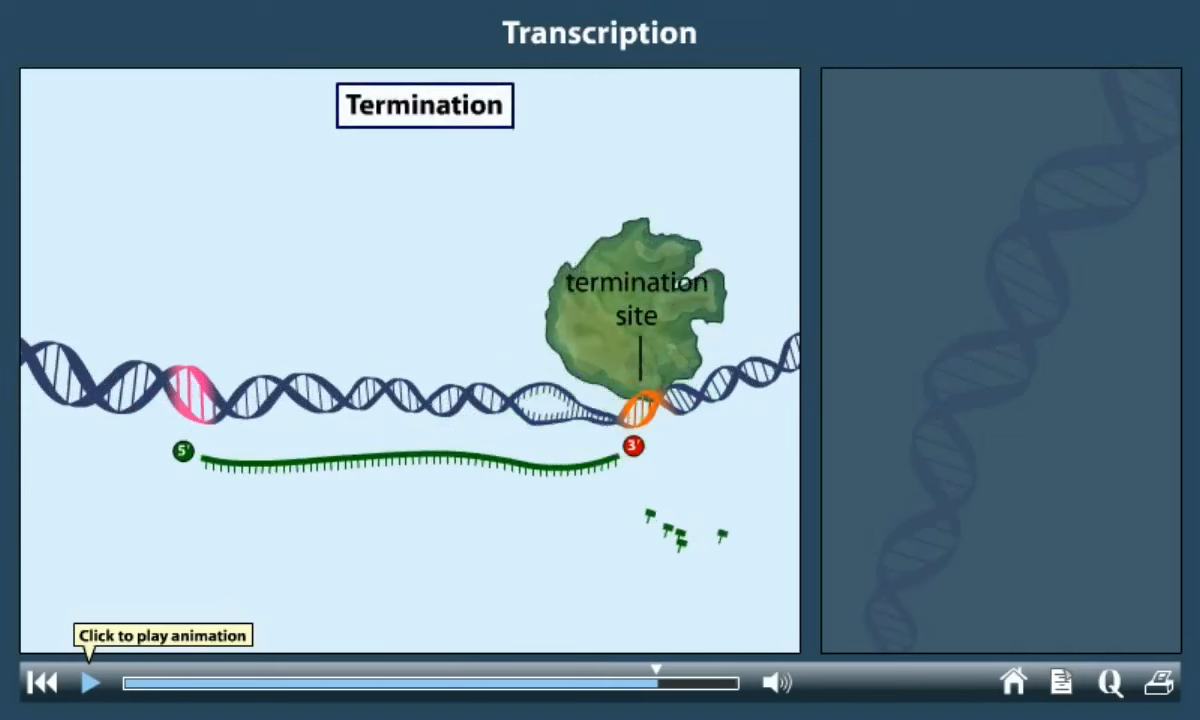 Transcription
Termination
termination
site
5'
3'
Click to play animation
Q